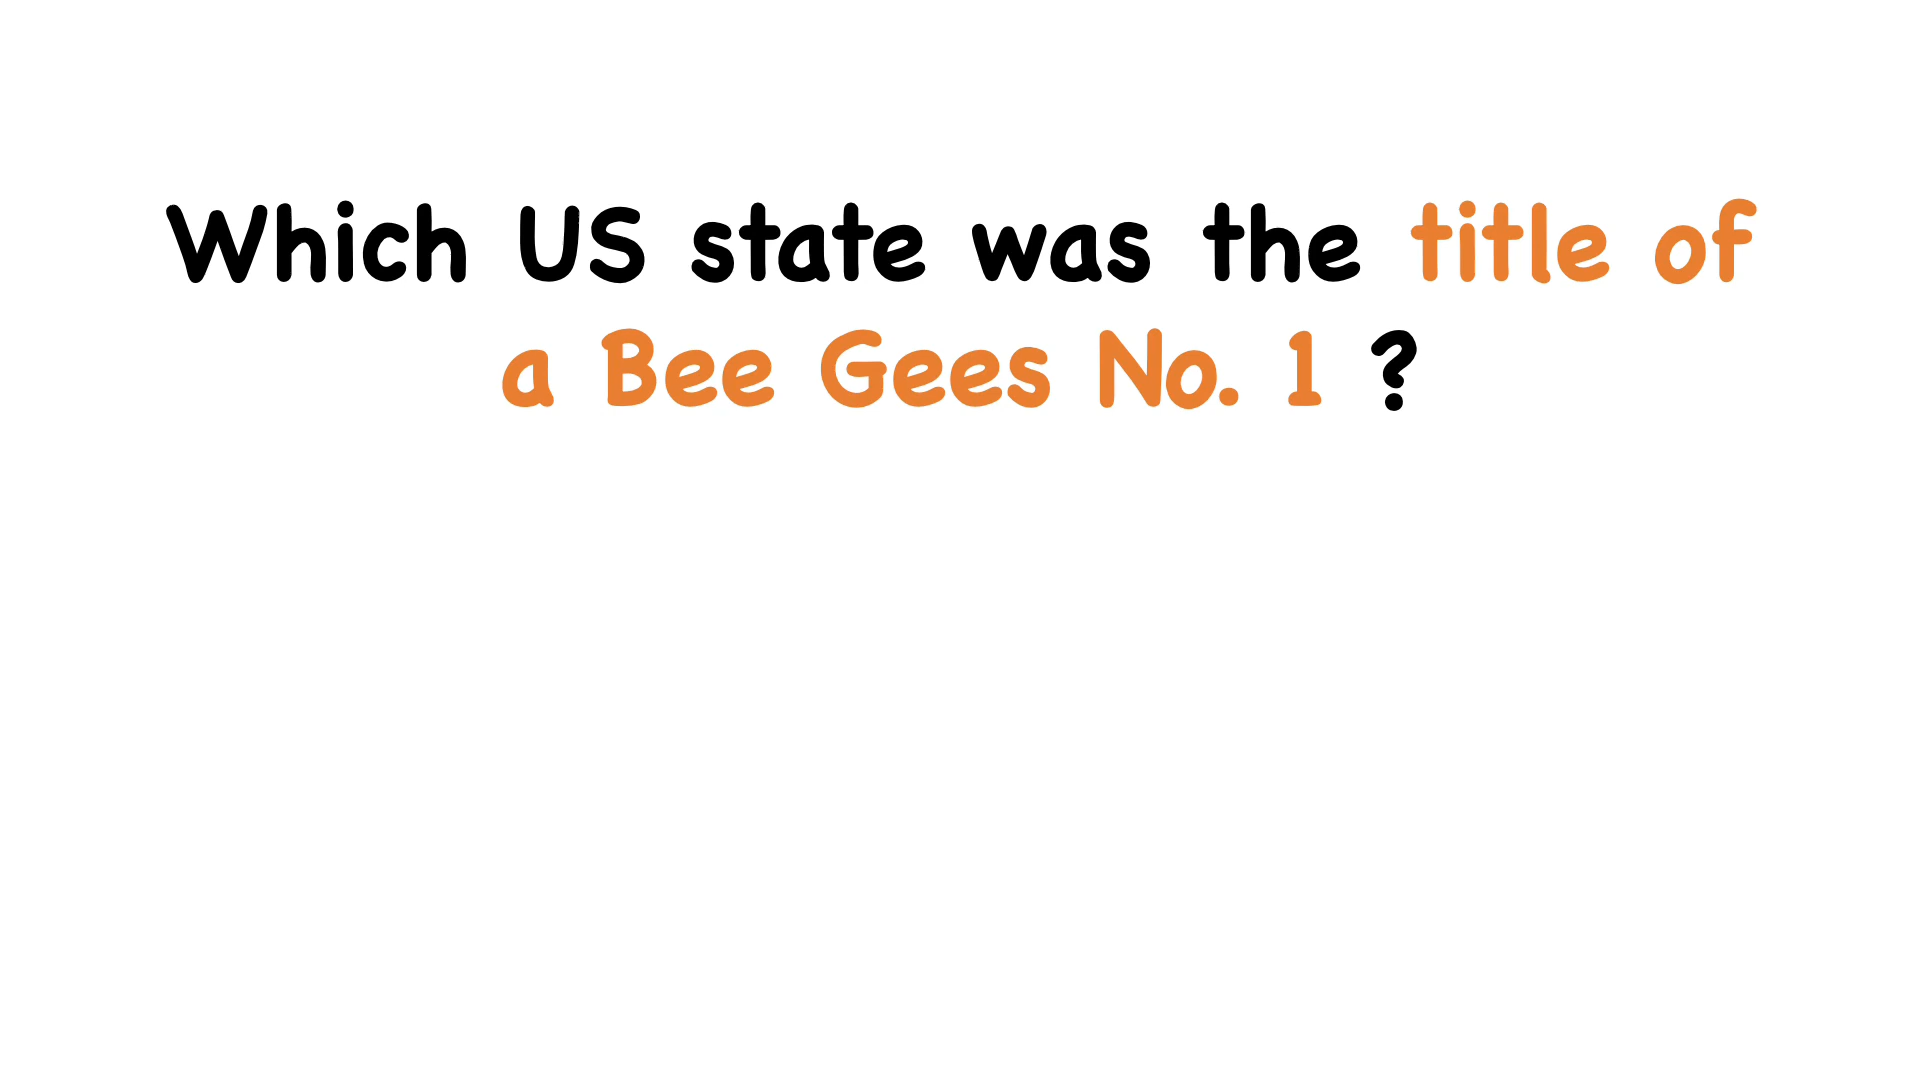 Which US state was the title of
a Bee Gees No. 1 ?